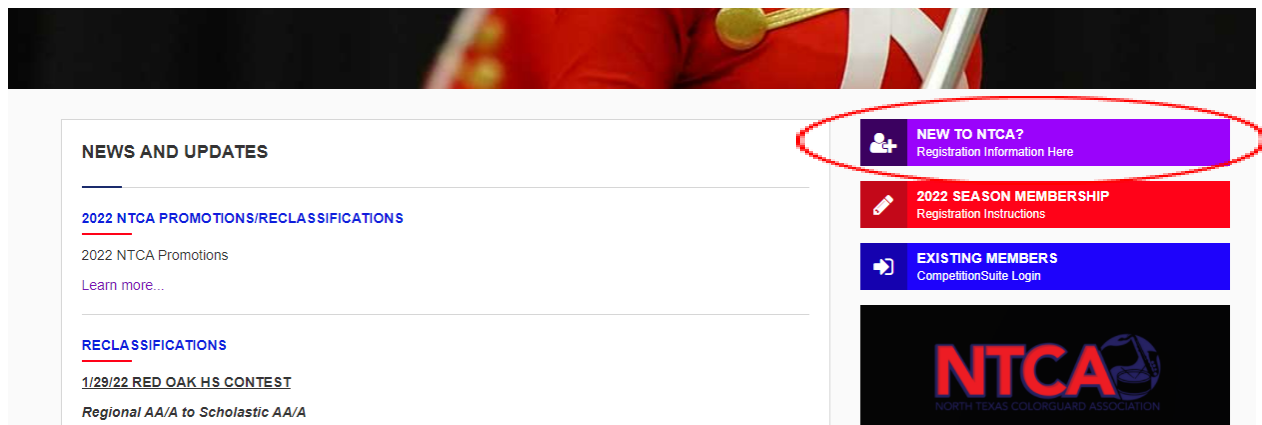 NEWS AND UPDATES
2022 NTCA PROMOTIONS/RECLASSIFICATIONS
2022 NTCA Promotions
Learn more...
RECLASSIFICATIONS
1/29/22 RED OAK HS CONTEST
Regional AA/A to Scholastic AA/A
NEW TO NTCA?
Registration Information Here
2022 SEASON MEMBERSHIP
Registration Instructions
EXISTING MEMBERS
CompetitionSuite Login
NTCA
NORTH TEXAS COLORGUARD ASSOCIATION